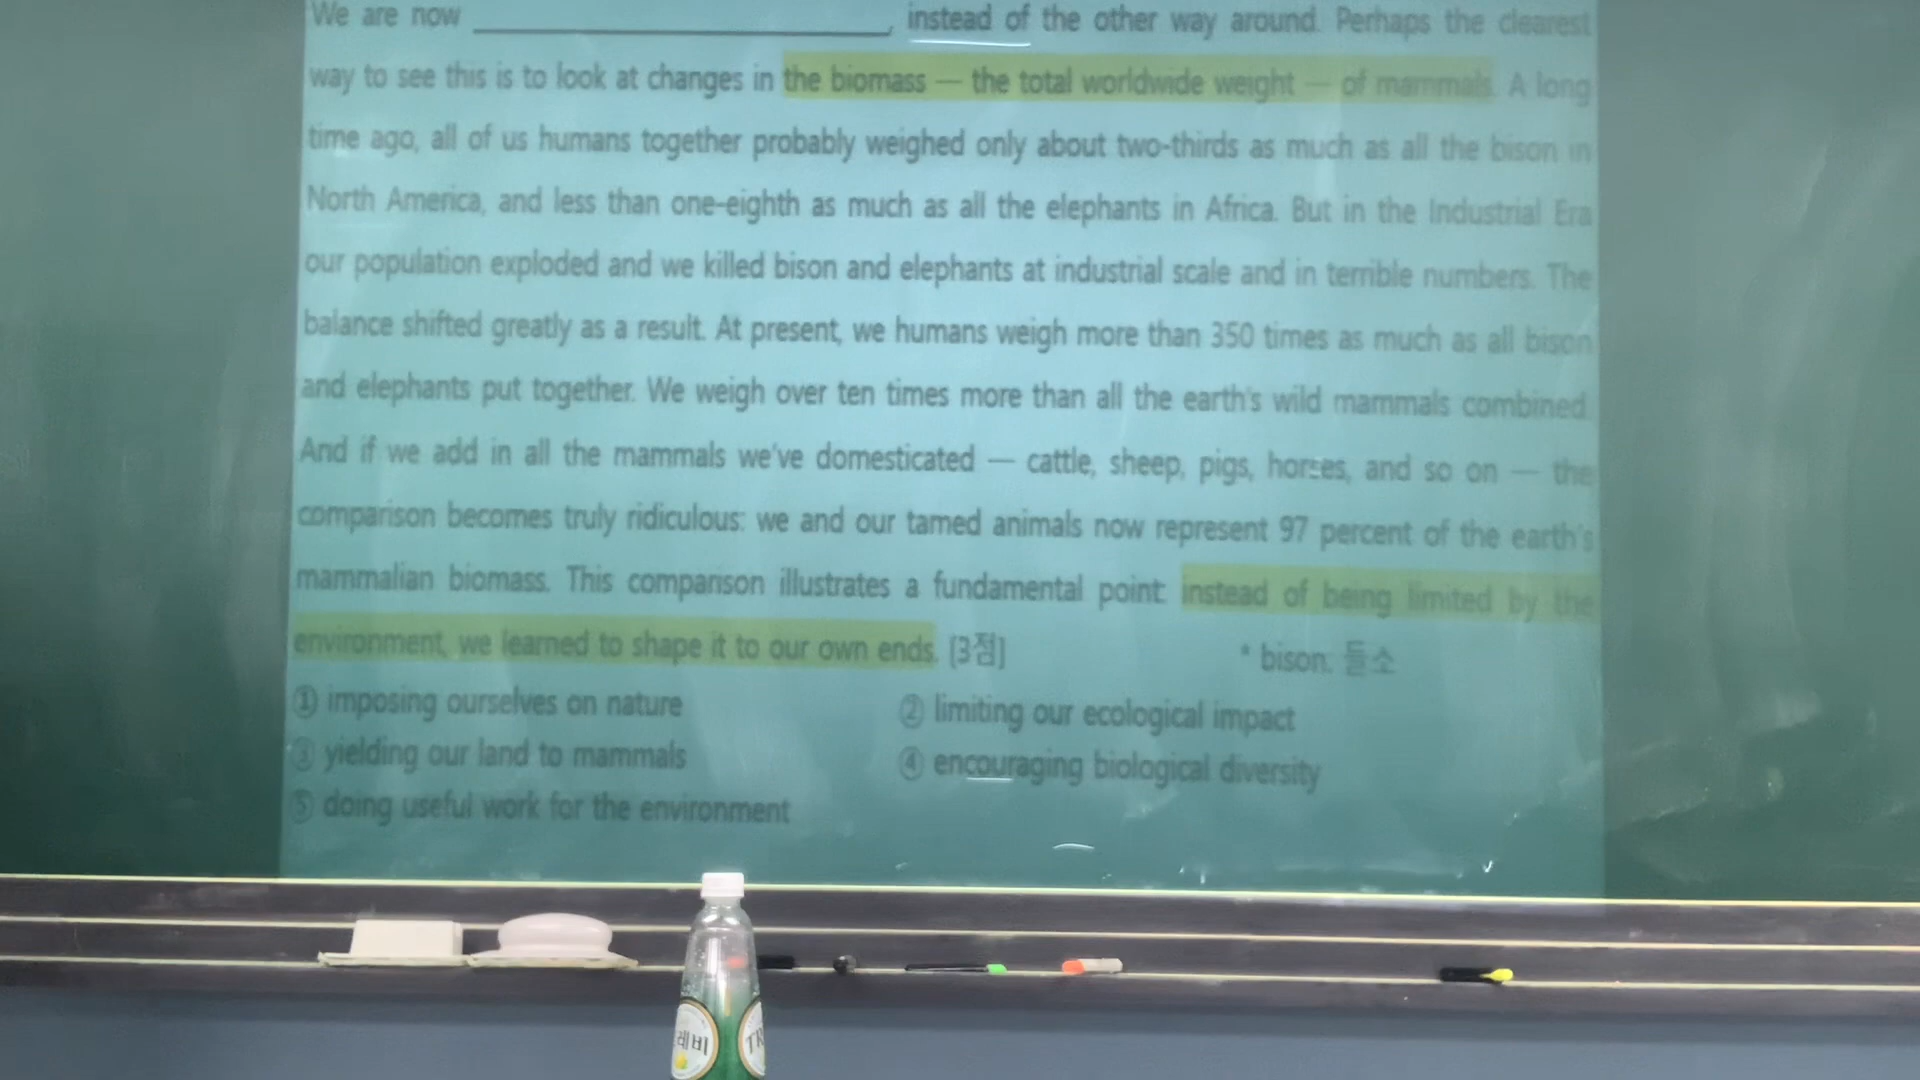 We are now ____________________, instead of the other way around. Perhaps the clearest
way to see this is to look at changes in the biomass — the total worldwide weight — of mammals. A long
time ago, all of us humans together probably weighed only about two-thirds as much as all the bison in
North America, and less than one-eighth as much as all the elephants in Africa. But in the Industrial Era
our population exploded and we killed bison and elephants at industrial scale and in terrible numbers. The
balance shifted greatly as a result. At present, we humans weigh more than 350 times as much as all bison
and elephants put together. We weigh over ten times more than all the earth's wild mammals combined.
And if we add in all the mammals we've domesticated — cattle, sheep, pigs, horses, and so on — the
comparison becomes truly ridiculous: we and our tamed animals now represent 97 percent of the earth's
mammalian biomass. This comparison illustrates a fundamental point: instead of being limited by the
environment, we learned to shape it to our own ends. [3점]
* bison: 들소
① imposing ourselves on nature
② limiting our ecological impact
③ yielding our land to mammals
④ encouraging biological diversity
⑤ doing useful work for the environment
트레비 TR